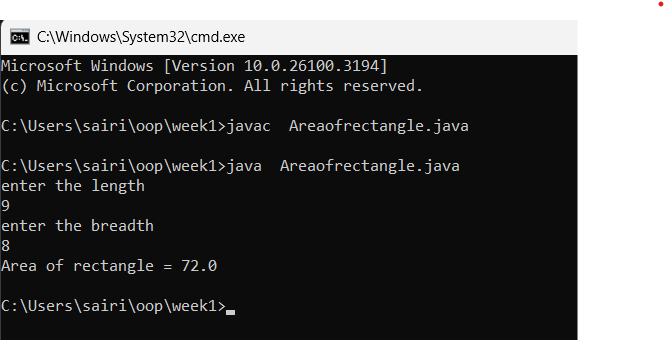 C:\Windows\System32\cmd.exe
Microsoft Windows [Version 10.0.26100.3194]
(c) Microsoft Corporation. All rights reserved.
C:\Users\sairi\oop\week1>javac  Areaofrectangle.java
C:\Users\sairi\oop\week1>java  Areaofrectangle.java
enter the length
9
enter the breadth
8
Area of rectangle = 72.0
C:\Users\sairi\oop\week1>